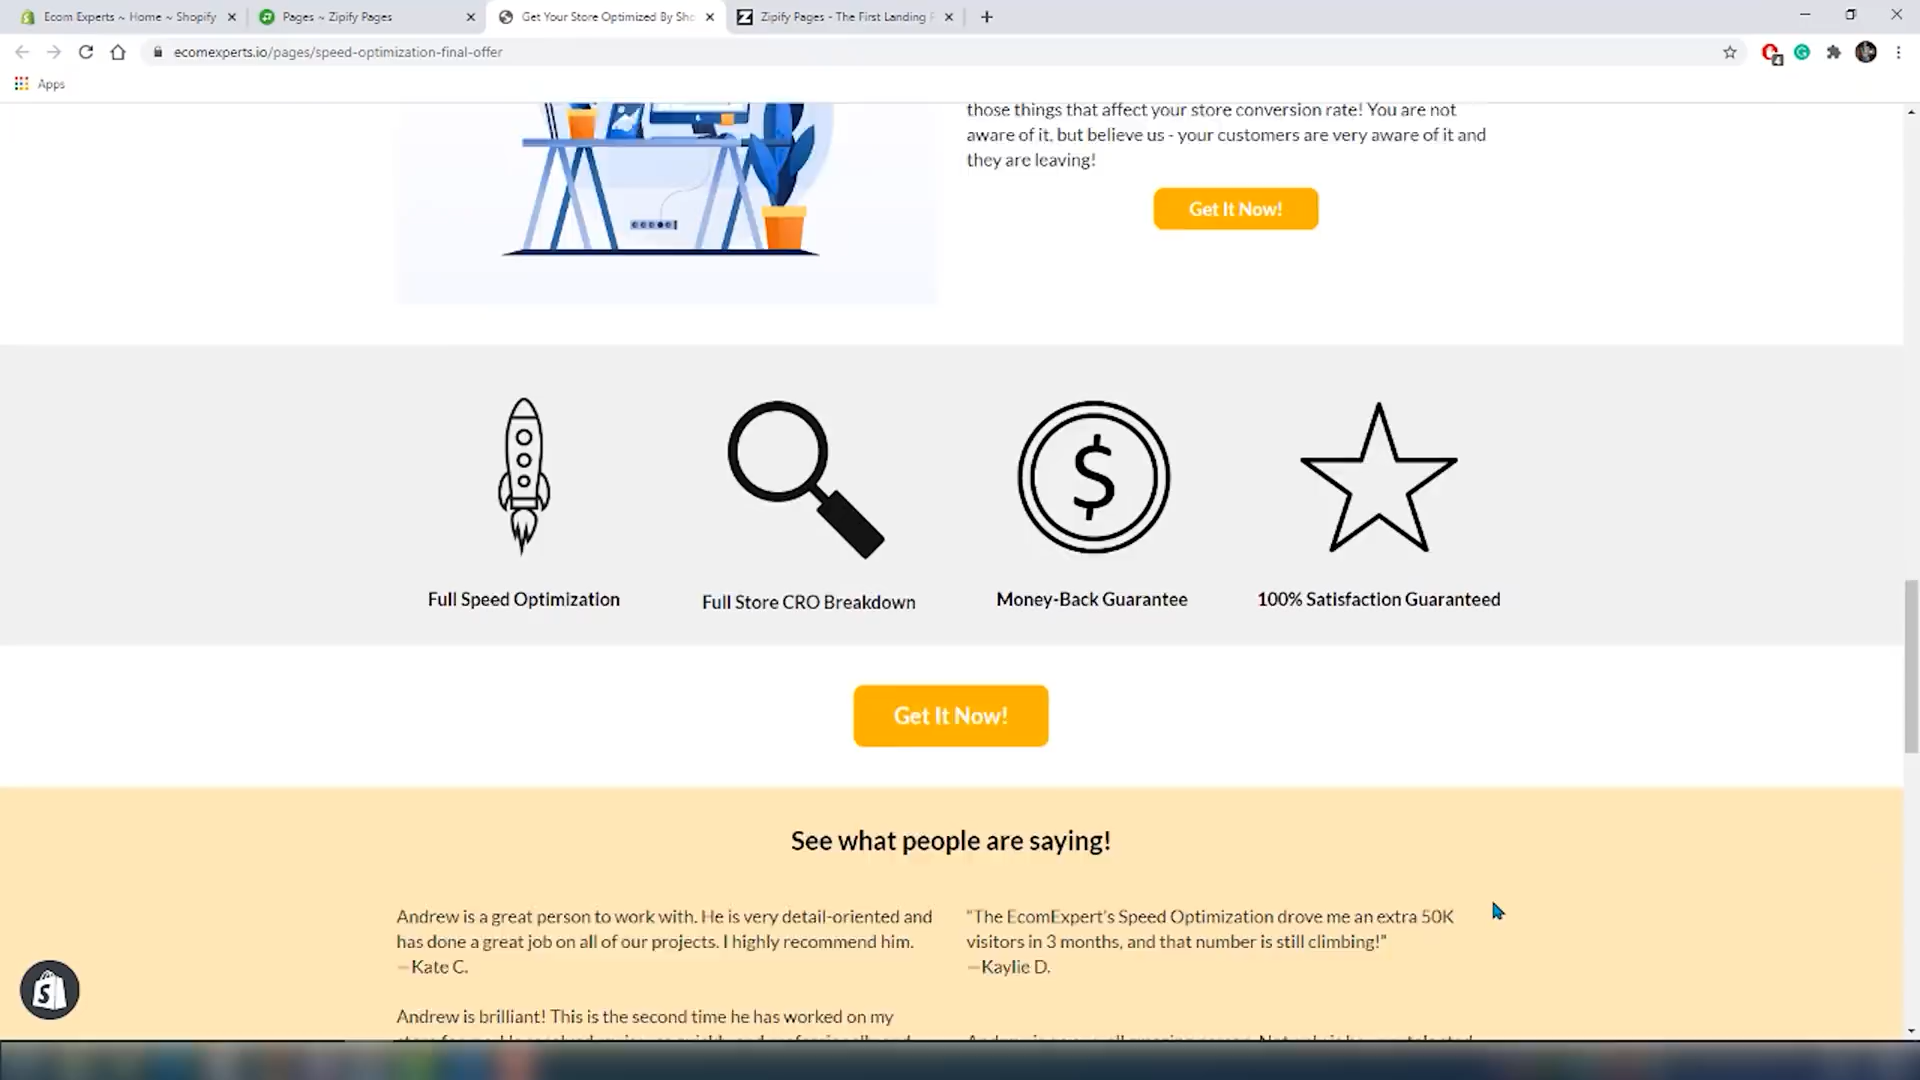 Ecom Experts ~ Home ~ Shopify
Pages ~ Zipify Pages
Get Your Store Optimized By Sho
Zipify Pages - The First Landing
ecomexperts.io/pages/speed-optimization-final-offer
Apps
those things that affect your store conversion rate! You are not
aware of it, but believe us - your customers are very aware of it and
they are leaving!
Get It Now!
$
Full Speed Optimization
Full Store CRO Breakdown
Money-Back Guarantee
100% Satisfaction Guaranteed
Get It Now!
See what people are saying!
Andrew is a great person to work with. He is very detail-oriented and
has done a great job on all of our projects. I highly recommend him.
—Kate C.
Andrew is brilliant! This is the second time he has worked on my
"The EcomExpert's Speed Optimization drove me an extra 50K
visitors in 3 months, and that number is still climbing!"
—Kaylie D.